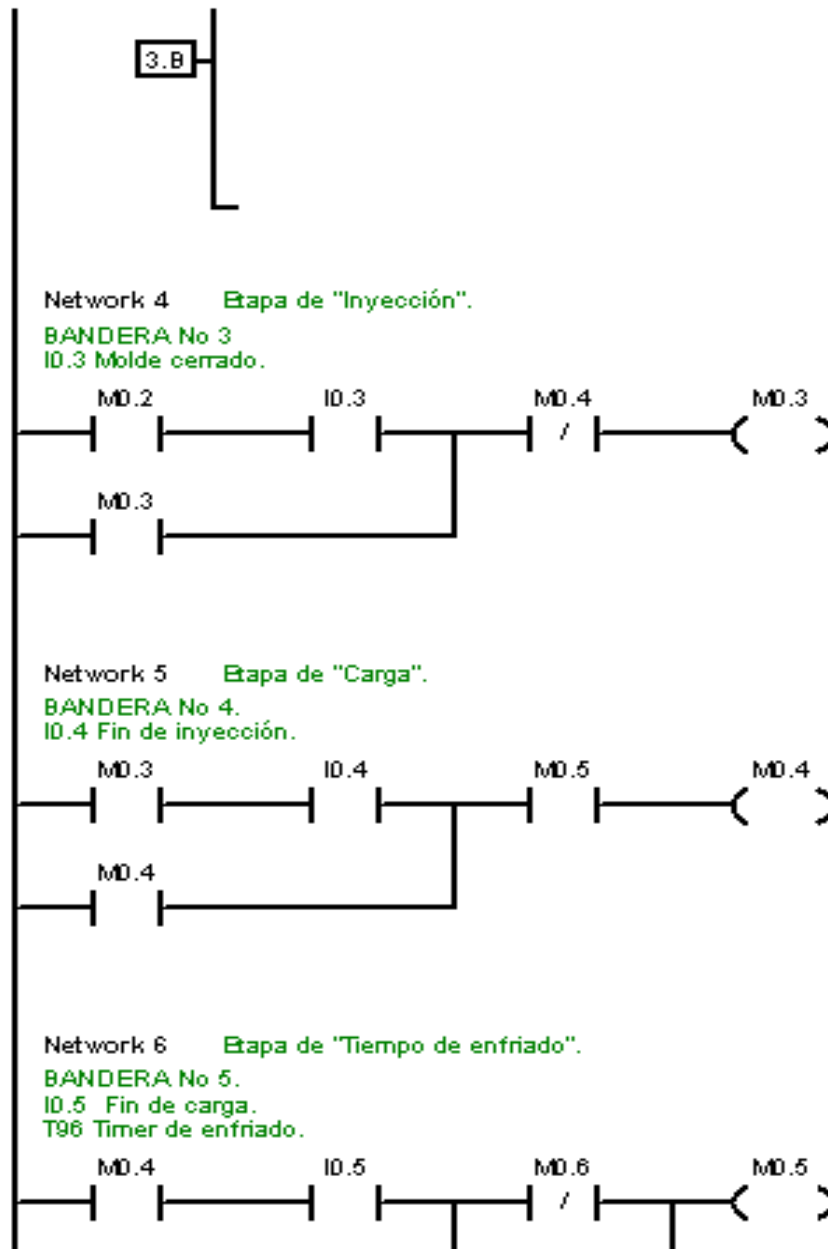 3.B
Network 4 Etapa de "Inyección".
BANDERA No 3
I0.3 Molde cerrado.
M0.2 I0.3 M0.4 M0.3
/
M0.3
Network 5 Etapa de "Carga".
BANDERA No 4.
I0.4 Fin de inyección.
M0.3 I0.4 M0.5 M0.4
M0.4
Network 6 Etapa de "Tiempo de enfriado".
BANDERA No 5.
I0.5 Fin de carga.
T96 Timer de enfriado.
M0.4 I0.5 M0.6 M0.5
/